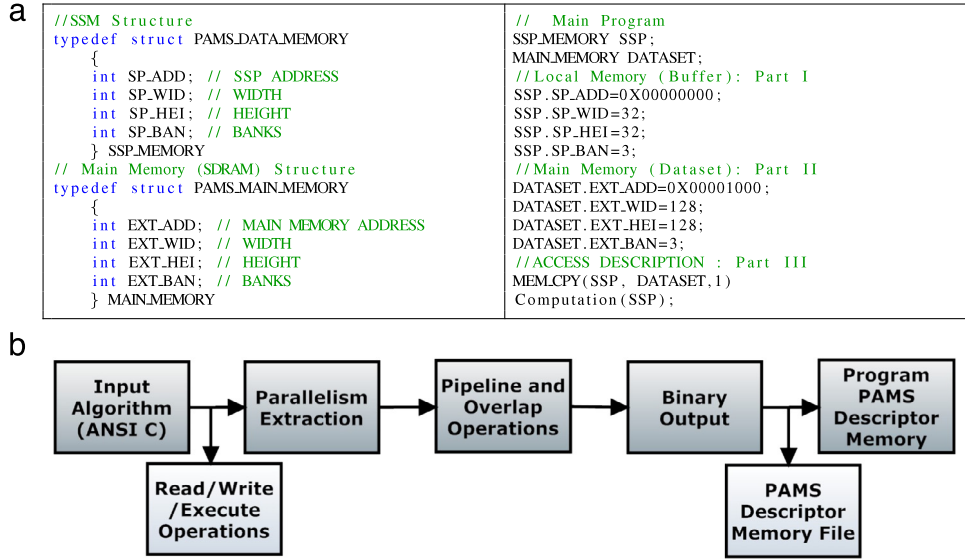 a
//SSM Structure
typedef struct PAMS_DATA_MEMORY
{
int SP_ADD; // SSP ADDRESS
int SP_WID; // WIDTH
int SP_HEI; // HEIGHT
int SP_BAN; // BANKS
} SSP_MEMORY
// Main Memory (SDRAM) Structure
typedef struct PAMS_MAIN_MEMORY
{
int EXT_ADD; // MAIN MEMORY ADDRESS
int EXT_WID; // WIDTH
int EXT_HEI; // HEIGHT
int EXT_BAN; // BANKS
} MAIN_MEMORY
// Main Program
SSP_MEMORY SSP;
MAIN_MEMORY DATASET;
//Local Memory (Buffer): Part I
SSP.SP_ADD=0X00000000;
SSP.SP_WID=32;
SSP.SP_HEI=32;
SSP.SP_BAN=3;
//Main Memory (Dataset): Part II
DATASET.EXT_ADD=0X00001000;
DATASET.EXT_WID=128;
DATASET.EXT_HEI=128;
DATASET.EXT_BAN=3;
//ACCESS DESCRIPTION : Part III
MEM_CPY(SSP, DATASET,1)
Computation(SSP);
b
Input
Algorithm
(ANSI C)
Parallelism
Extraction
Pipeline and
Overlap
Operations
Binary
Output
Program
PAMS
Descriptor
Memory
Read/Write
/Execute
Operations
PAMS
Descriptor
Memory File